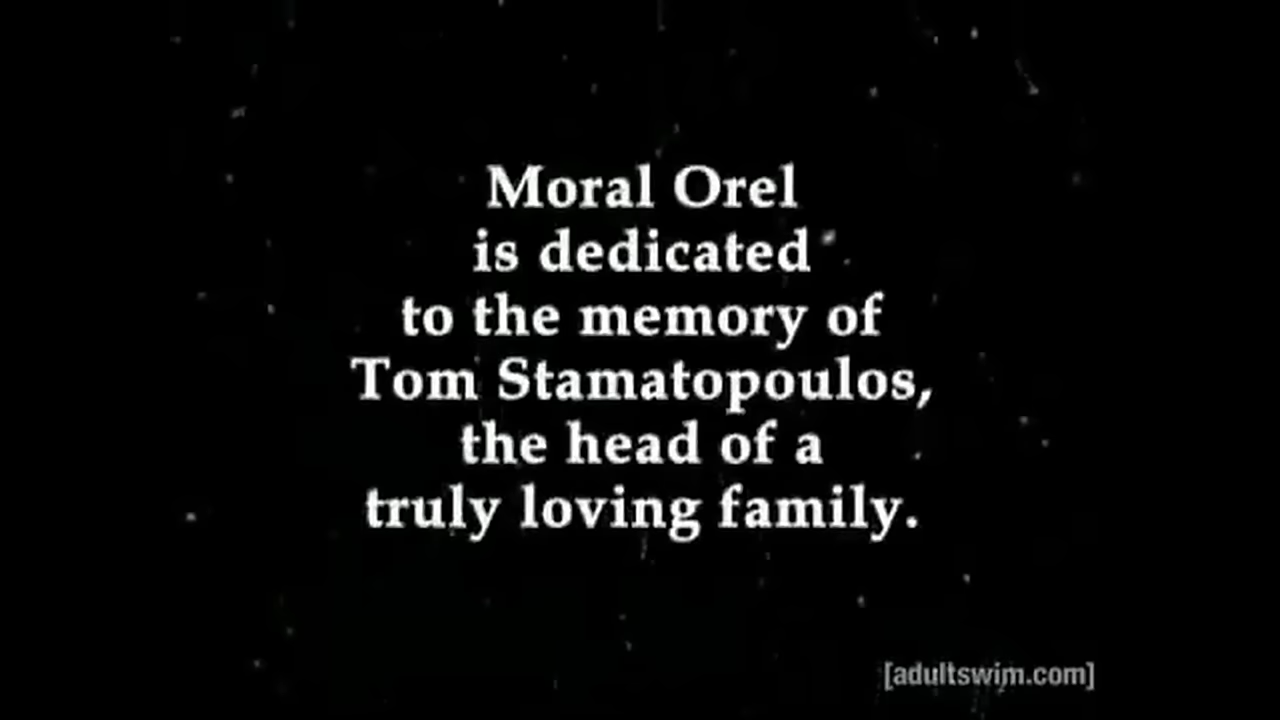 Moral Orel
is dedicated
to the memory of
Tom Stamatopoulos,
the head of a
truly loving family.
[adultswim.com]